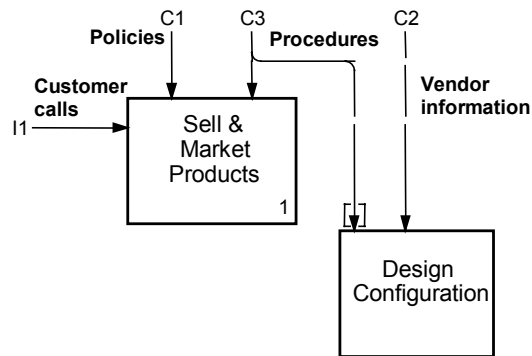 C1 C3 C2
Policies
Procedures
Customer
calls
Vendor
information
I1
Sell &
Market
Products
1
Design
Configuration